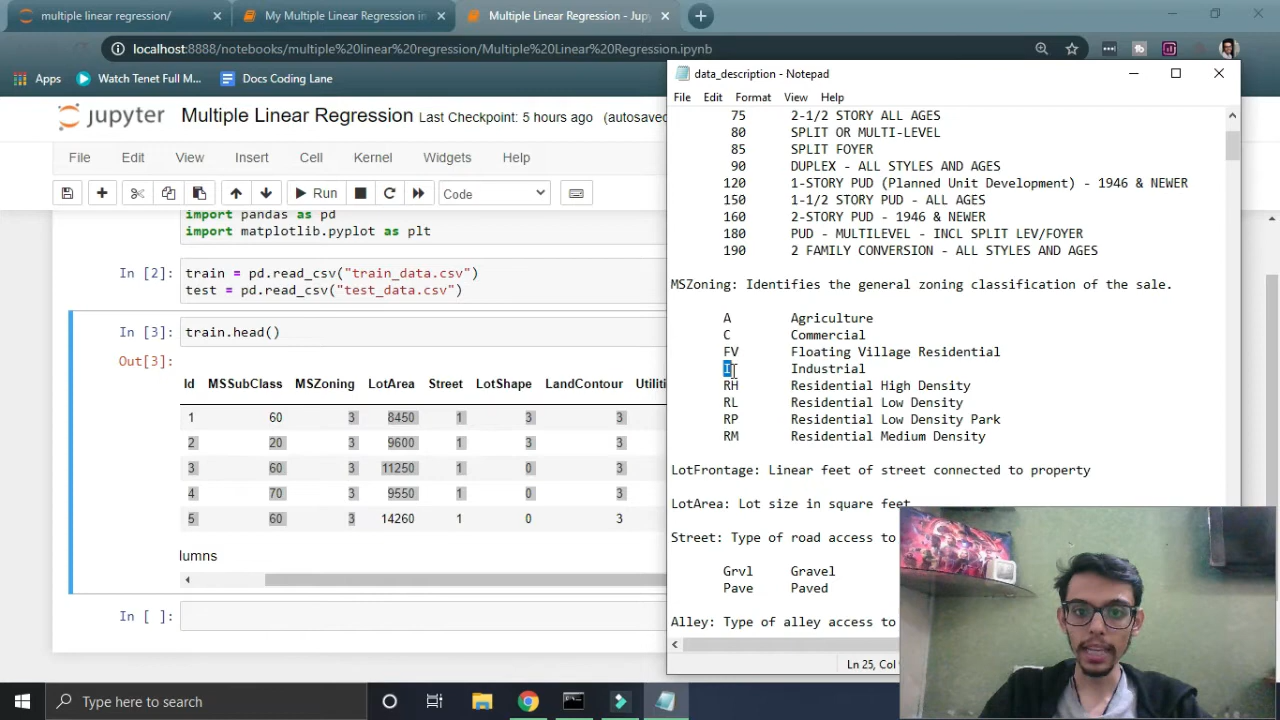 multiple linear regression/
My Multiple Linear Regression in
Multiple Linear Regression - Jup
localhost:8888/notebooks/multiple%20linear%20regression/Multiple%20Linear%20Regression.ipynb
Apps
Watch Tenet Full M...
Docs Coding Lane
jupyter
Multiple Linear Regression
Last Checkpoint: 5 hours ago (autosaved
File Edit View Insert Cell Kernel Widgets Help
Run
Code
import pandas as pd
import matplotlib.pyplot as plt
In [2]:
train = pd.read_csv("train_data.csv")
test = pd.read_csv("test_data.csv")
In [3]:
train.head()
Out[3]:
Id MSSubClass MSZoning LotArea Street LotShape LandContour Utiliti
1 60 3 8450 1 3 3
2 20 3 9600 1 3 3
3 60 3 11250 1 0 3
4 70 3 9550 1 0 3
5 60 3 14260 1 0 3
lumns
In [ ]:
data_description - Notepad
File Edit Format View Help
75 2-1/2 STORY ALL AGES
80 SPLIT OR MULTI-LEVEL
85 SPLIT FOYER
90 DUPLEX - ALL STYLES AND AGES
120 1-STORY PUD (Planned Unit Development) - 1946 & NEWER
150 1-1/2 STORY PUD - ALL AGES
160 2-STORY PUD - 1946 & NEWER
180 PUD - MULTILEVEL - INCL SPLIT LEV/FOYER
190 2 FAMILY CONVERSION - ALL STYLES AND AGES
MSZoning: Identifies the general zoning classification of the sale.
A Agriculture
C Commercial
FV Floating Village Residential
I Industrial
RH Residential High Density
RL Residential Low Density
RP Residential Low Density Park
RM Residential Medium Density
LotFrontage: Linear feet of street connected to property
LotArea: Lot size in square feet
Street: Type of road access to
Grvl Gravel
Pave Paved
Alley: Type of alley access to
Ln 25, Col
Type here to search